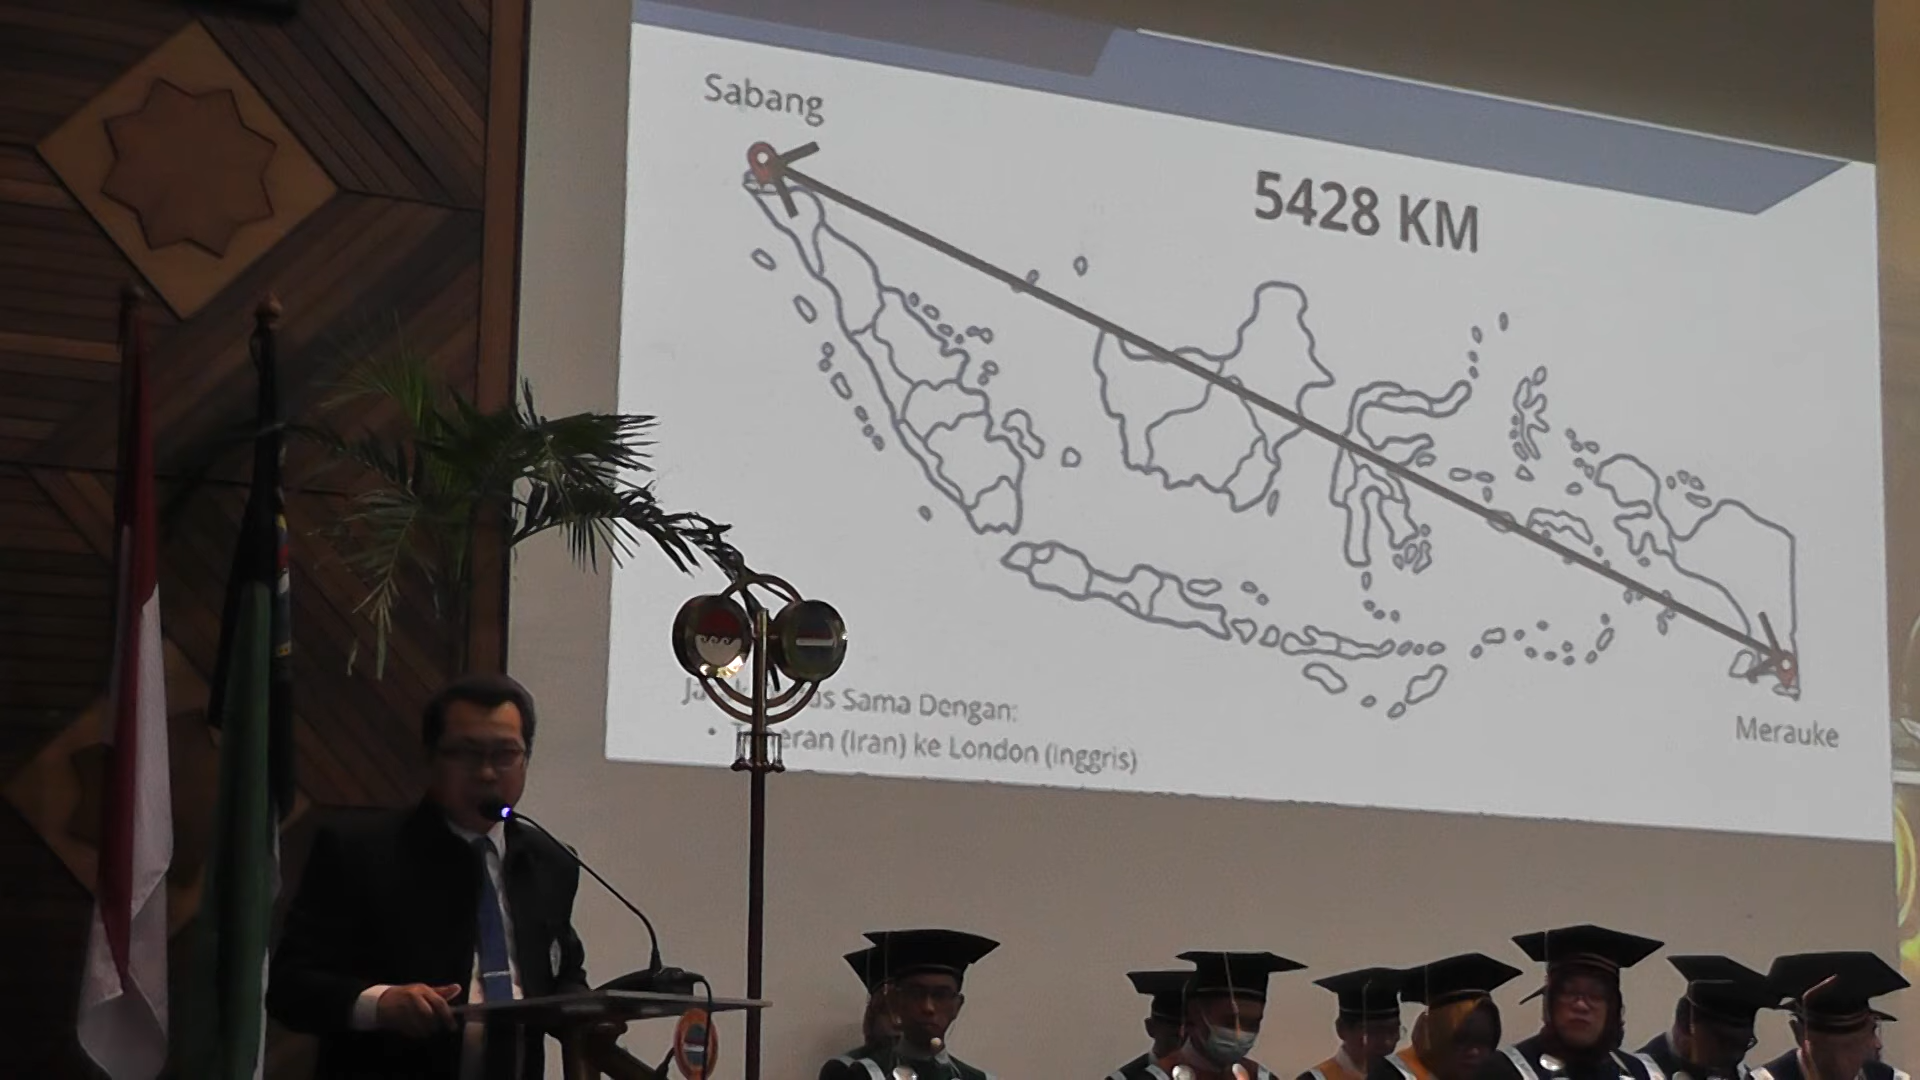 Sabang
5428 KM
Sama Dengan:
(Iran) ke London (Inggris)
Merauke